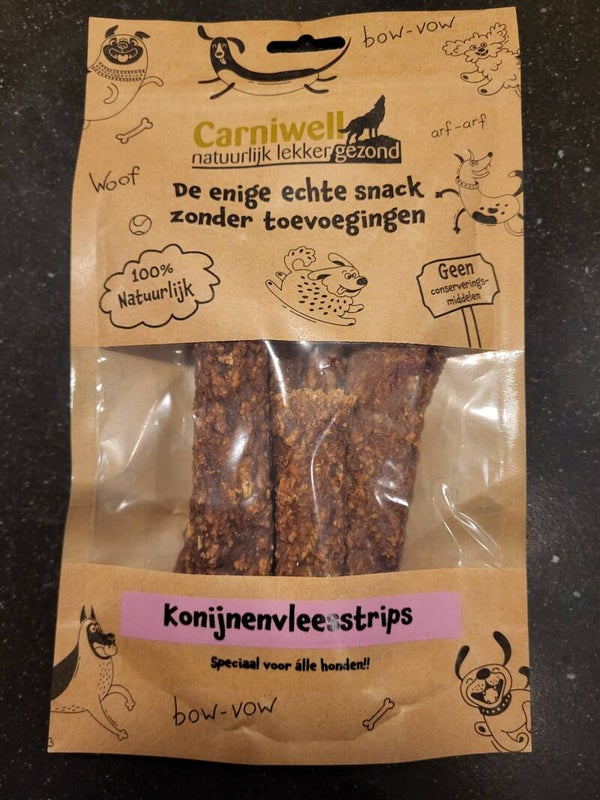 bow-vow
Carniwell
natuurlijk lekker gezond
arf-arf
Woof
De enige echte snack
zonder toevoegingen
100%
Natuurlijk
Geen
conserverings-
middelen
Konijnenvleesstrips
Speciaal voor álle honden!!
bow-vow